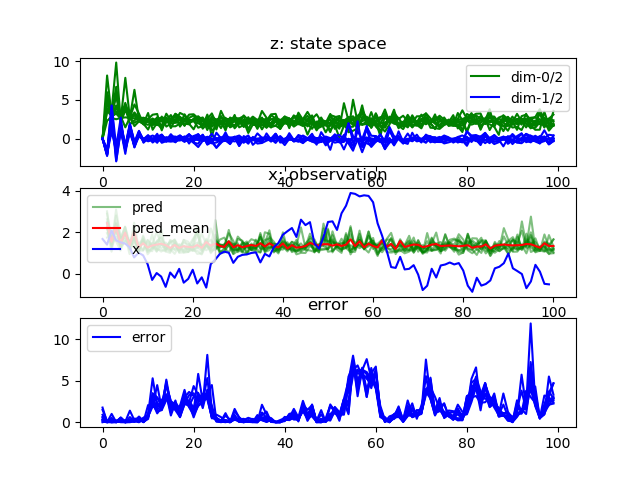 z: state space
10
5
0
dim-0/2
dim-1/2
0 20 40 60 80 100
x: observation
4
2
0
pred
pred_mean
x
0 20 40 60 80 100
error
10
5
0
error
0 20 40 60 80 100